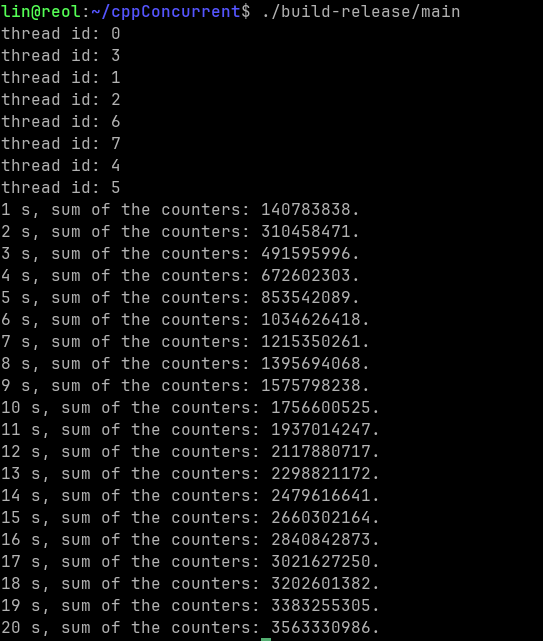 lin@reol:~/cppConcurrent$ ./build-release/main
thread id: 0
thread id: 3
thread id: 1
thread id: 2
thread id: 6
thread id: 7
thread id: 4
thread id: 5
1 s, sum of the counters: 140783838.
2 s, sum of the counters: 310458471.
3 s, sum of the counters: 491595996.
4 s, sum of the counters: 672602303.
5 s, sum of the counters: 853542089.
6 s, sum of the counters: 1034626418.
7 s, sum of the counters: 1215350261.
8 s, sum of the counters: 1395694068.
9 s, sum of the counters: 1575798238.
10 s, sum of the counters: 1756600525.
11 s, sum of the counters: 1937014247.
12 s, sum of the counters: 2117880717.
13 s, sum of the counters: 2298821172.
14 s, sum of the counters: 2479616641.
15 s, sum of the counters: 2660302164.
16 s, sum of the counters: 2840842873.
17 s, sum of the counters: 3021627250.
18 s, sum of the counters: 3202601382.
19 s, sum of the counters: 3383255305.
20 s, sum of the counters: 3563330986.